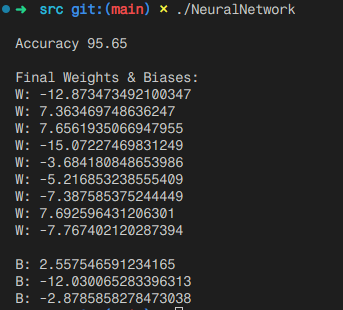 ➜ src git:(main) × ./NeuralNetwork
Accuracy 95.65
Final Weights & Biases:
W: -12.873473492100347
W: 7.363469748636247
W: 7.6561935066947955
W: -15.07227469831249
W: -3.684180848653986
W: -5.216853238555409
W: -7.387585375244449
W: 7.692596431206301
W: -7.767402120287394
B: 2.557546591234165
B: -12.030065283396313
B: -2.8785858278473038